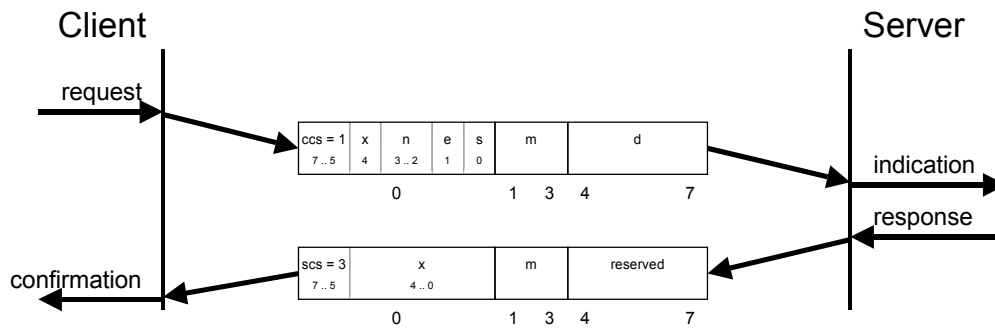 Client Server
request
ccs = 1 x n e s m d
7 .. 5 4 3 .. 2 1 0
indication
0 1 3 4 7
response
scs = 3 x m reserved
confirmation
7 .. 5 4 .. 0
0 1 3 4 7